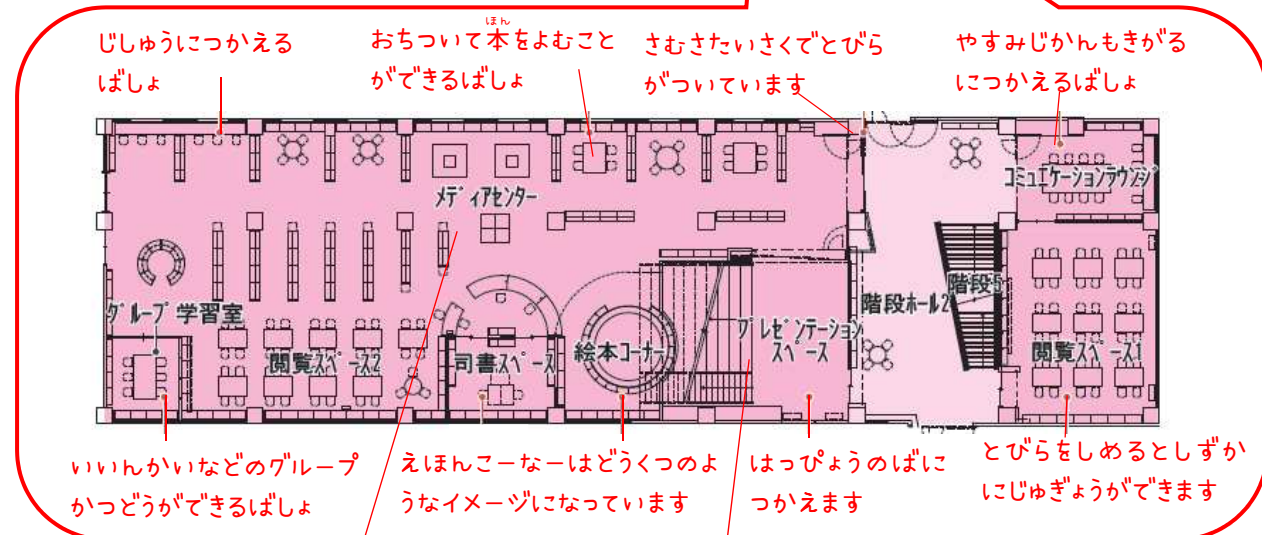 じしゅうにつかえる
ばしょ
おちついて本をよむこと
ほん
ができるばしょ
さむさたいさくでとびら
がついています
やすみじかんもきがる
につかえるばしょ
メディアセンター
コミュニケーションラウンジ
グループ学習室
閲覧スペース2
司書スペース
絵本コーナー
プレゼンテーション
スペース
階段ホール2
階段5
閲覧スペース1
いいんかいなどのグループ
かつどうができるばしょ
えほんこーなーはどうくつのよ
うなイメージになっています
はっぴょうのばに
つかえます
とびらをしめるとしずか
にじゅぎょうができます